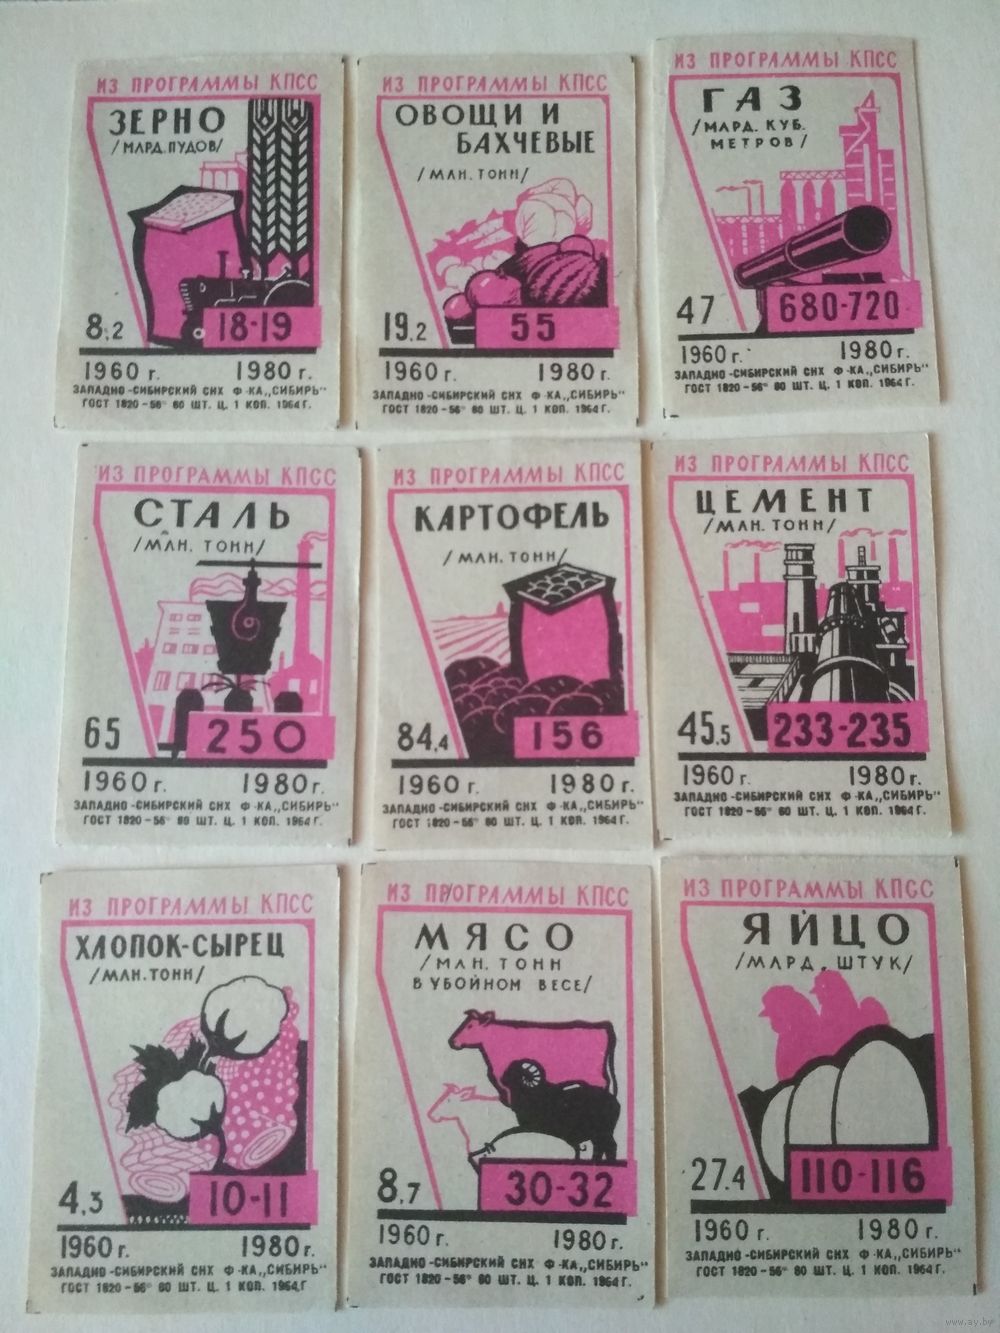 ИЗ ПРОГРАММЫ КПСС
ЗЕРНО
/МЛРД. ПУДОВ/
8,2
18-19
1960 г.
1980 г.
ЗАПАДНО-СИБИРСКИЙ СНХ Ф-КА „СИБИРЬ"
ГОСТ 1820-56* 60 ШТ. Ц. 1 КОП. 1964 Г.
ИЗ ПРОГРАММЫ КПСС
ОВОЩИ И
БАХЧЕВЫЕ
/МЛН. ТОНН/
19.2
55
1960 г.
1980 г.
ЗАПАДНО-СИБИРСКИЙ СНХ Ф-КА „СИБИРЬ"
ГОСТ 1820-56* 60 ШТ. Ц. 1 КОП. 1964 Г.
ИЗ ПРОГРАММЫ КПСС
ГАЗ
/МЛРД. КУБ.
МЕТРОВ/
47
680-720
1960 г.
1980 г.
ЗАПАДНО-СИБИРСКИЙ СНХ Ф-КА „СИБИРЬ"
ГОСТ 1820-56* 60 ШТ. Ц. 1 КОП. 1964 Г.
ИЗ ПРОГРАММЫ КПСС
СТАЛЬ
/МЛН. ТОНН/
65
250
1960 г.
1980 г.
ЗАПАДНО-СИБИРСКИЙ СНХ Ф-КА „СИБИРЬ"
ГОСТ 1820-56* 60 ШТ. Ц. 1 КОП. 1964 Г.
ИЗ ПРОГРАММЫ КПСС
КАРТОФЕЛЬ
/МЛН. ТОНН/
84,4
156
1960 г.
1980 г.
ЗАПАДНО-СИБИРСКИЙ СНХ Ф-КА „СИБИРЬ"
ГОСТ 1820-56* 60 ШТ. Ц. 1 КОП. 1964 Г.
ИЗ ПРОГРАММЫ КПСС
ЦЕМЕНТ
/МЛН. ТОНН/
45.5
233-235
1960 г.
1980 г.
ЗАПАДНО-СИБИРСКИЙ СНХ Ф-КА „СИБИРЬ"
ГОСТ 1820-56* 60 ШТ. Ц. 1 КОП. 1964 Г.
ИЗ ПРОГРАММЫ КПСС
ХЛОПОК-СЫРЕЦ
/МЛН. ТОНН/
4,3
10-11
1960 г.
1980 г.
ЗАПАДНО-СИБИРСКИЙ СНХ Ф-КА „СИБИРЬ"
ГОСТ 1820-56* 60 ШТ. Ц. 1 КОП. 1964 Г.
ИЗ ПРОГРАММЫ КПСС
МЯСО
/МЛН. ТОНН
В УБОЙНОМ ВЕСЕ/
8,7
30-32
1960 г.
1980 г.
ЗАПАДНО-СИБИРСКИЙ СНХ Ф-КА „СИБИРЬ"
ГОСТ 1820-56* 60 ШТ. Ц. 1 КОП. 1964 Г.
ИЗ ПРОГРАММЫ КПСС
ЯЙЦО
/МЛРД. ШТУК/
27.4
110-116
1960 г.
1980 г.
ЗАПАДНО-СИБИРСКИЙ СНХ Ф-КА „СИБИРЬ"
ГОСТ 1820-56* 60 ШТ. Ц. 1 КОП. 1964 Г.
www.ay.by